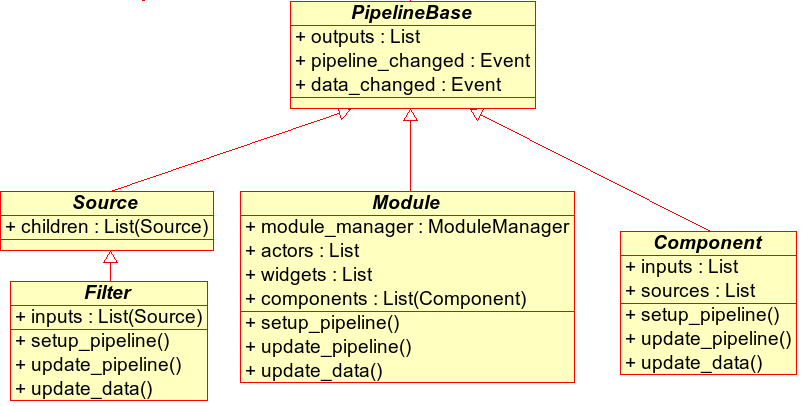 PipelineBase
+ outputs : List
+ pipeline_changed : Event
+ data_changed : Event
Source
+ children : List(Source)
Filter
+ inputs : List(Source)
+ setup_pipeline()
+ update_pipeline()
+ update_data()
Module
+ module_manager : ModuleManager
+ actors : List
+ widgets : List
+ components : List(Component)
+ setup_pipeline()
+ update_pipeline()
+ update_data()
Component
+ inputs : List
+ sources : List
+ setup_pipeline()
+ update_pipeline()
+ update_data()